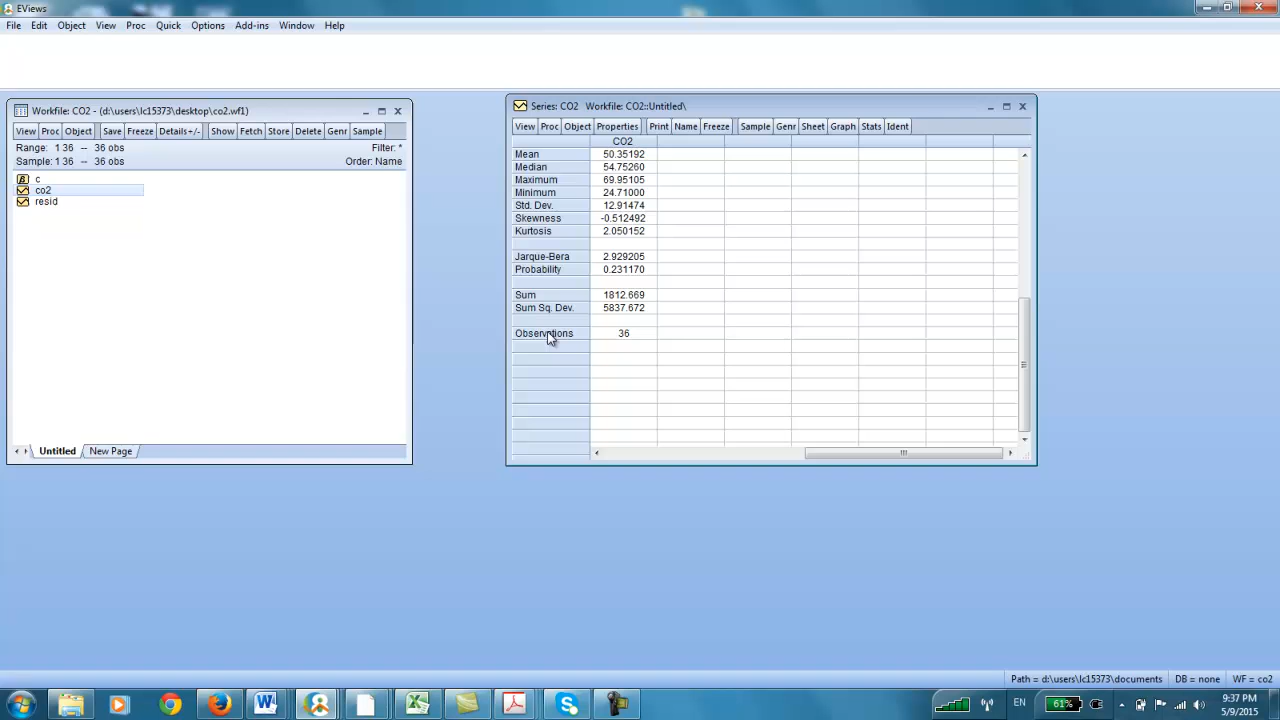 EViews
File Edit Object View Proc Quick Options Add-ins Window Help
Workfile: CO2 - (d:\users\lc15373\desktop\co2.wf1)
View Proc Object Save Freeze Details+/- Show Fetch Store Delete Genr Sample
Range: 1 36 -- 36 obs Filter: *
Sample: 1 36 -- 36 obs Order: Name
c
co2
resid
Untitled New Page
Series: CO2 Workfile: CO2::Untitled\
View Proc Object Properties Print Name Freeze Sample Genr Sheet Graph Stats Ident
CO2
Mean 50.35192
Median 54.75260
Maximum 69.95105
Minimum 24.71000
Std. Dev. 12.91474
Skewness -0.512492
Kurtosis 2.050152
Jarque-Bera 2.929205
Probability 0.231170
Sum 1812.669
Sum Sq. Dev. 5837.672
Observations 36
Path = d:\users\lc15373\documents DB = none WF = co2
EN 61% 9:37 PM
5/9/2015